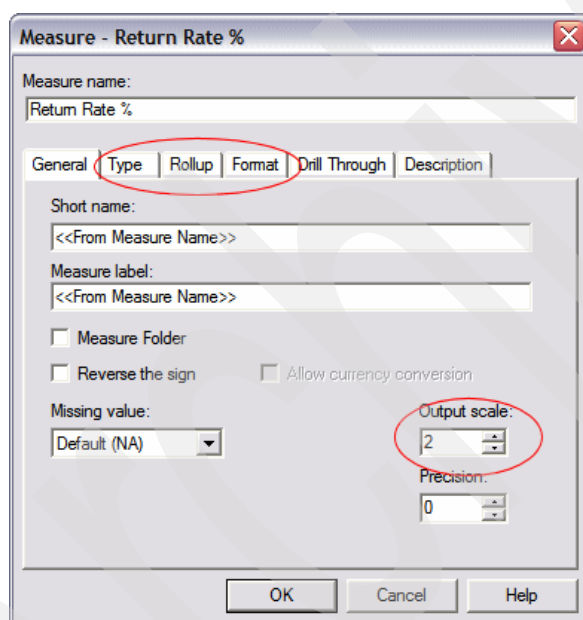 Measure - Return Rate %
Measure name:
Return Rate %
General Type Rollup Format Drill Through Description
Short name:
<<From Measure Name>>
Measure label:
<<From Measure Name>>
Measure Folder
Reverse the sign Allow currency conversion
Missing value: Output scale:
Default (NA) 2
Precision:
0
OK Cancel Help